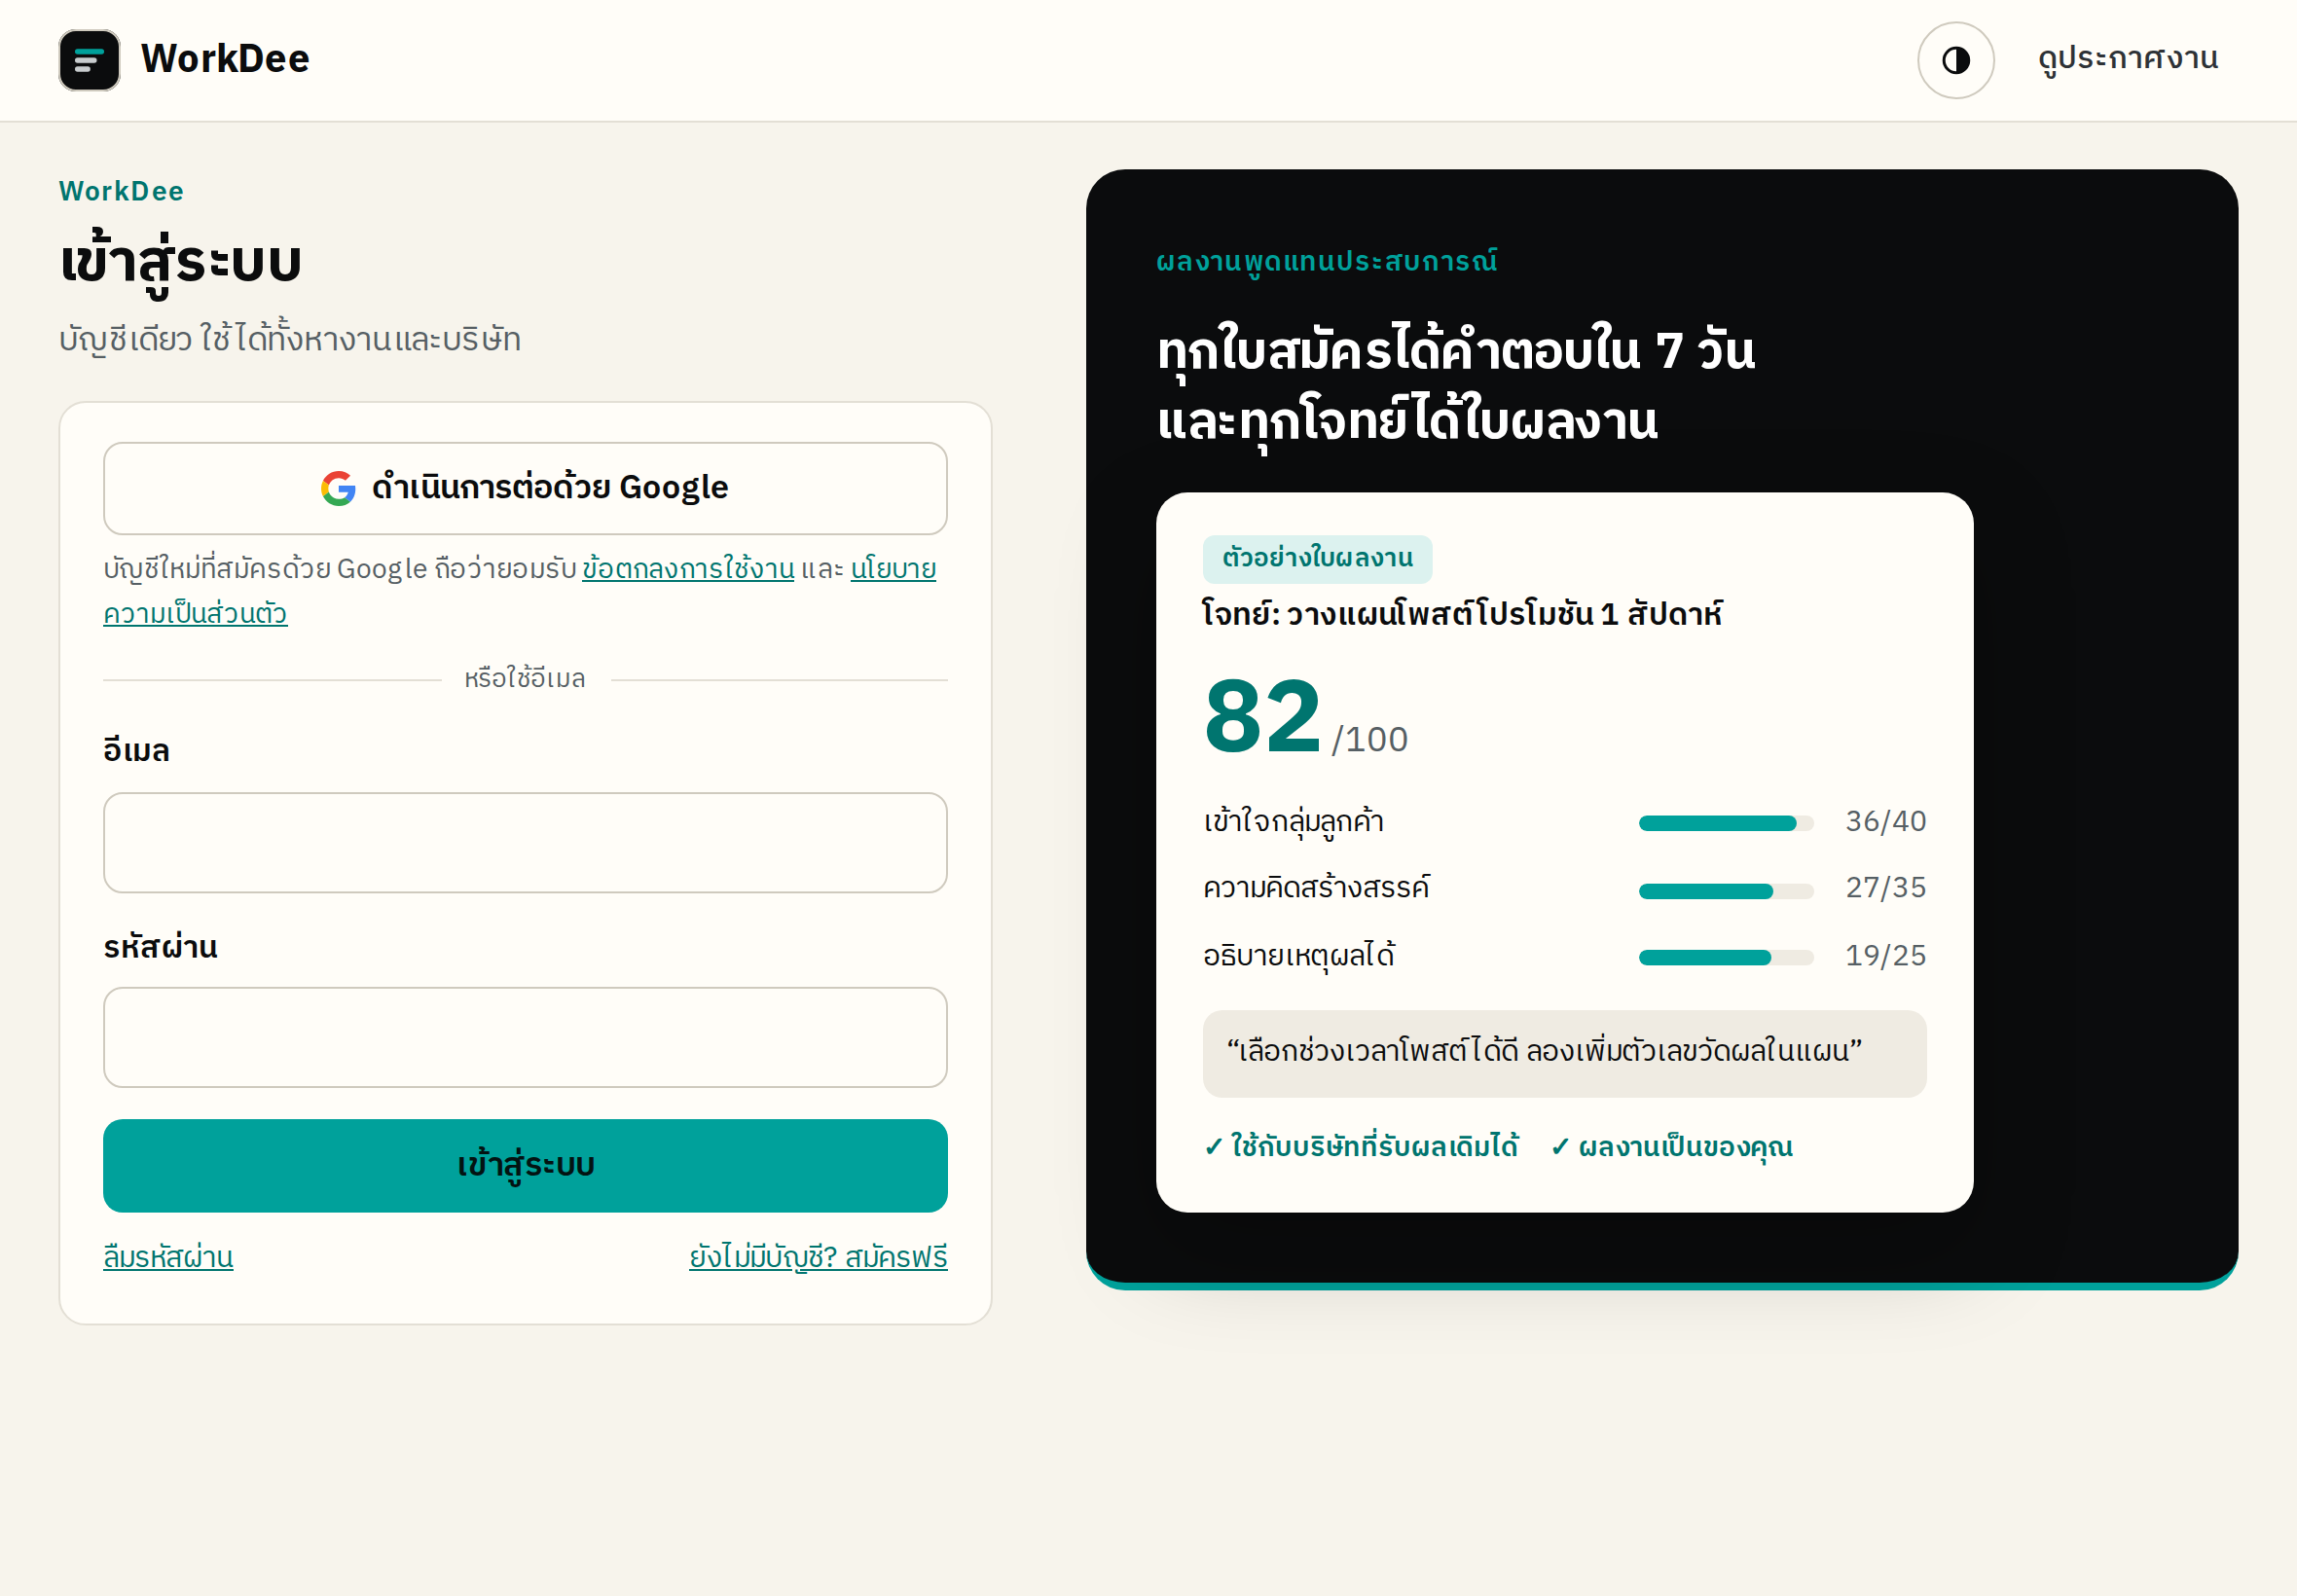 WorkDee
ดูประกาศงาน
WorkDee
เข้าสู่ระบบ
บัญชีเดียว ใช้ได้ทั้งหางานและบริษัท
ดำเนินการต่อด้วย Google
บัญชีใหม่ที่สมัครด้วย Google ถือว่ายอมรับ ข้อตกลงการใช้งาน และ นโยบาย
ความเป็นส่วนตัว
หรือใช้อีเมล
อีเมล
รหัสผ่าน
เข้าสู่ระบบ
ลืมรหัสผ่าน
ยังไม่มีบัญชี? สมัครฟรี
ผลงานพูดแทนประสบการณ์
ทุกใบสมัครได้คำตอบใน 7 วัน
และทุกโจทย์ได้ใบผลงาน
ตัวอย่างใบผลงาน
โจทย์: วางแผนโพสต์โปรโมชัน 1 สัปดาห์
82 /100
เข้าใจกลุ่มลูกค้า 36/40
ความคิดสร้างสรรค์ 27/35
อธิบายเหตุผลได้ 19/25
“เลือกช่วงเวลาโพสต์ได้ดี ลองเพิ่มตัวเลขวัดผลในแผน”
✓ ใช้กับบริษัทที่รับผลเดิมได้ ✓ ผลงานเป็นของคุณ